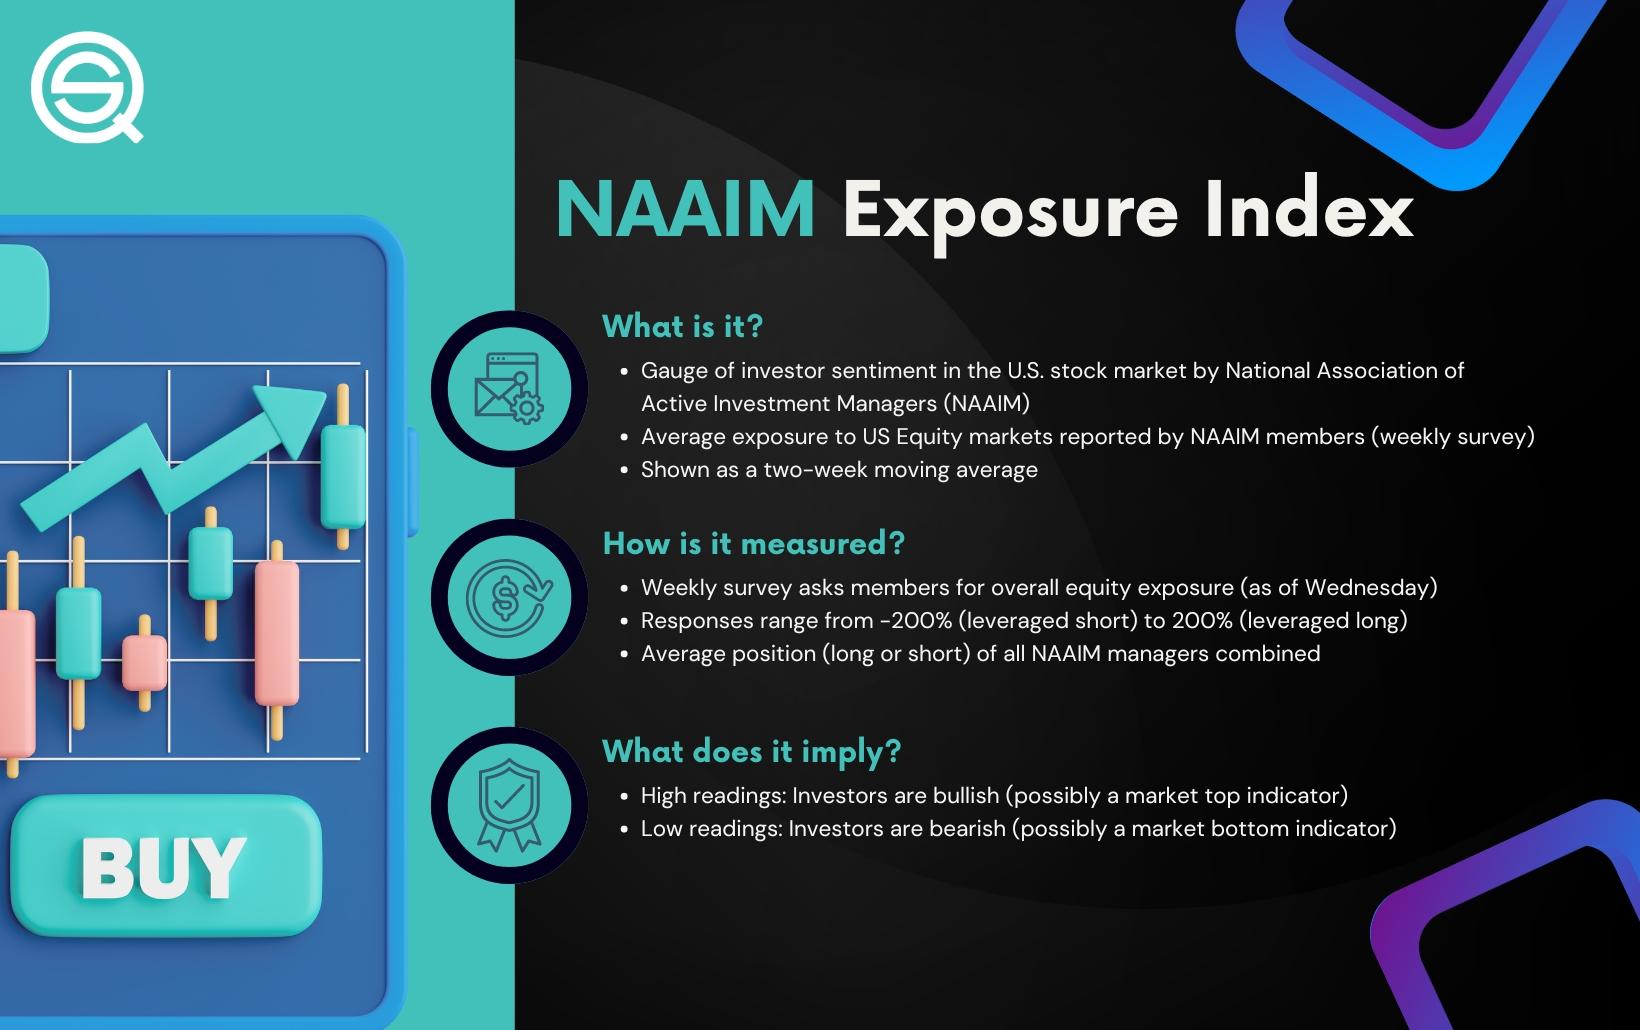 NAAIM Exposure Index
What is it?
• Gauge of investor sentiment in the U.S. stock market by National Association of
Active Investment Managers (NAAIM)
• Average exposure to US Equity markets reported by NAAIM members (weekly survey)
• Shown as a two-week moving average
How is it measured?
• Weekly survey asks members for overall equity exposure (as of Wednesday)
• Responses range from -200% (leveraged short) to 200% (leveraged long)
• Average position (long or short) of all NAAIM managers combined
What does it imply?
• High readings: Investors are bullish (possibly a market top indicator)
• Low readings: Investors are bearish (possibly a market bottom indicator)
BUY